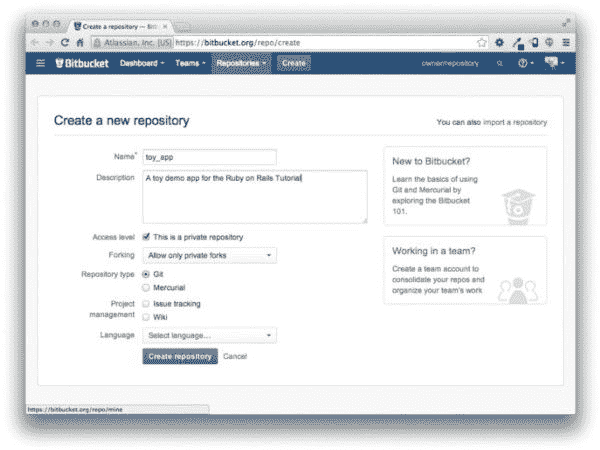 Create a repository — Bit
Atlassian, Inc. [US] https://bitbucket.org/repo/create
Bitbucket Dashboard Teams Repositories Create owner/repository
Create a new repository
You can also import a repository
Name* toy_app
Description A toy demo app for the Ruby on Rails Tutorial
Access level This is a private repository
Forking Allow only private forks
Repository type Git
Mercurial
Project management Issue tracking
Wiki
Language Select language...
Create repository Cancel
New to Bitbucket?
Learn the basics of using
Git and Mercurial by
exploring the Bitbucket
101.
Working in a team?
Create a team account to
consolidate your repos and
organize your team's work
https://bitbucket.org/repo/mine